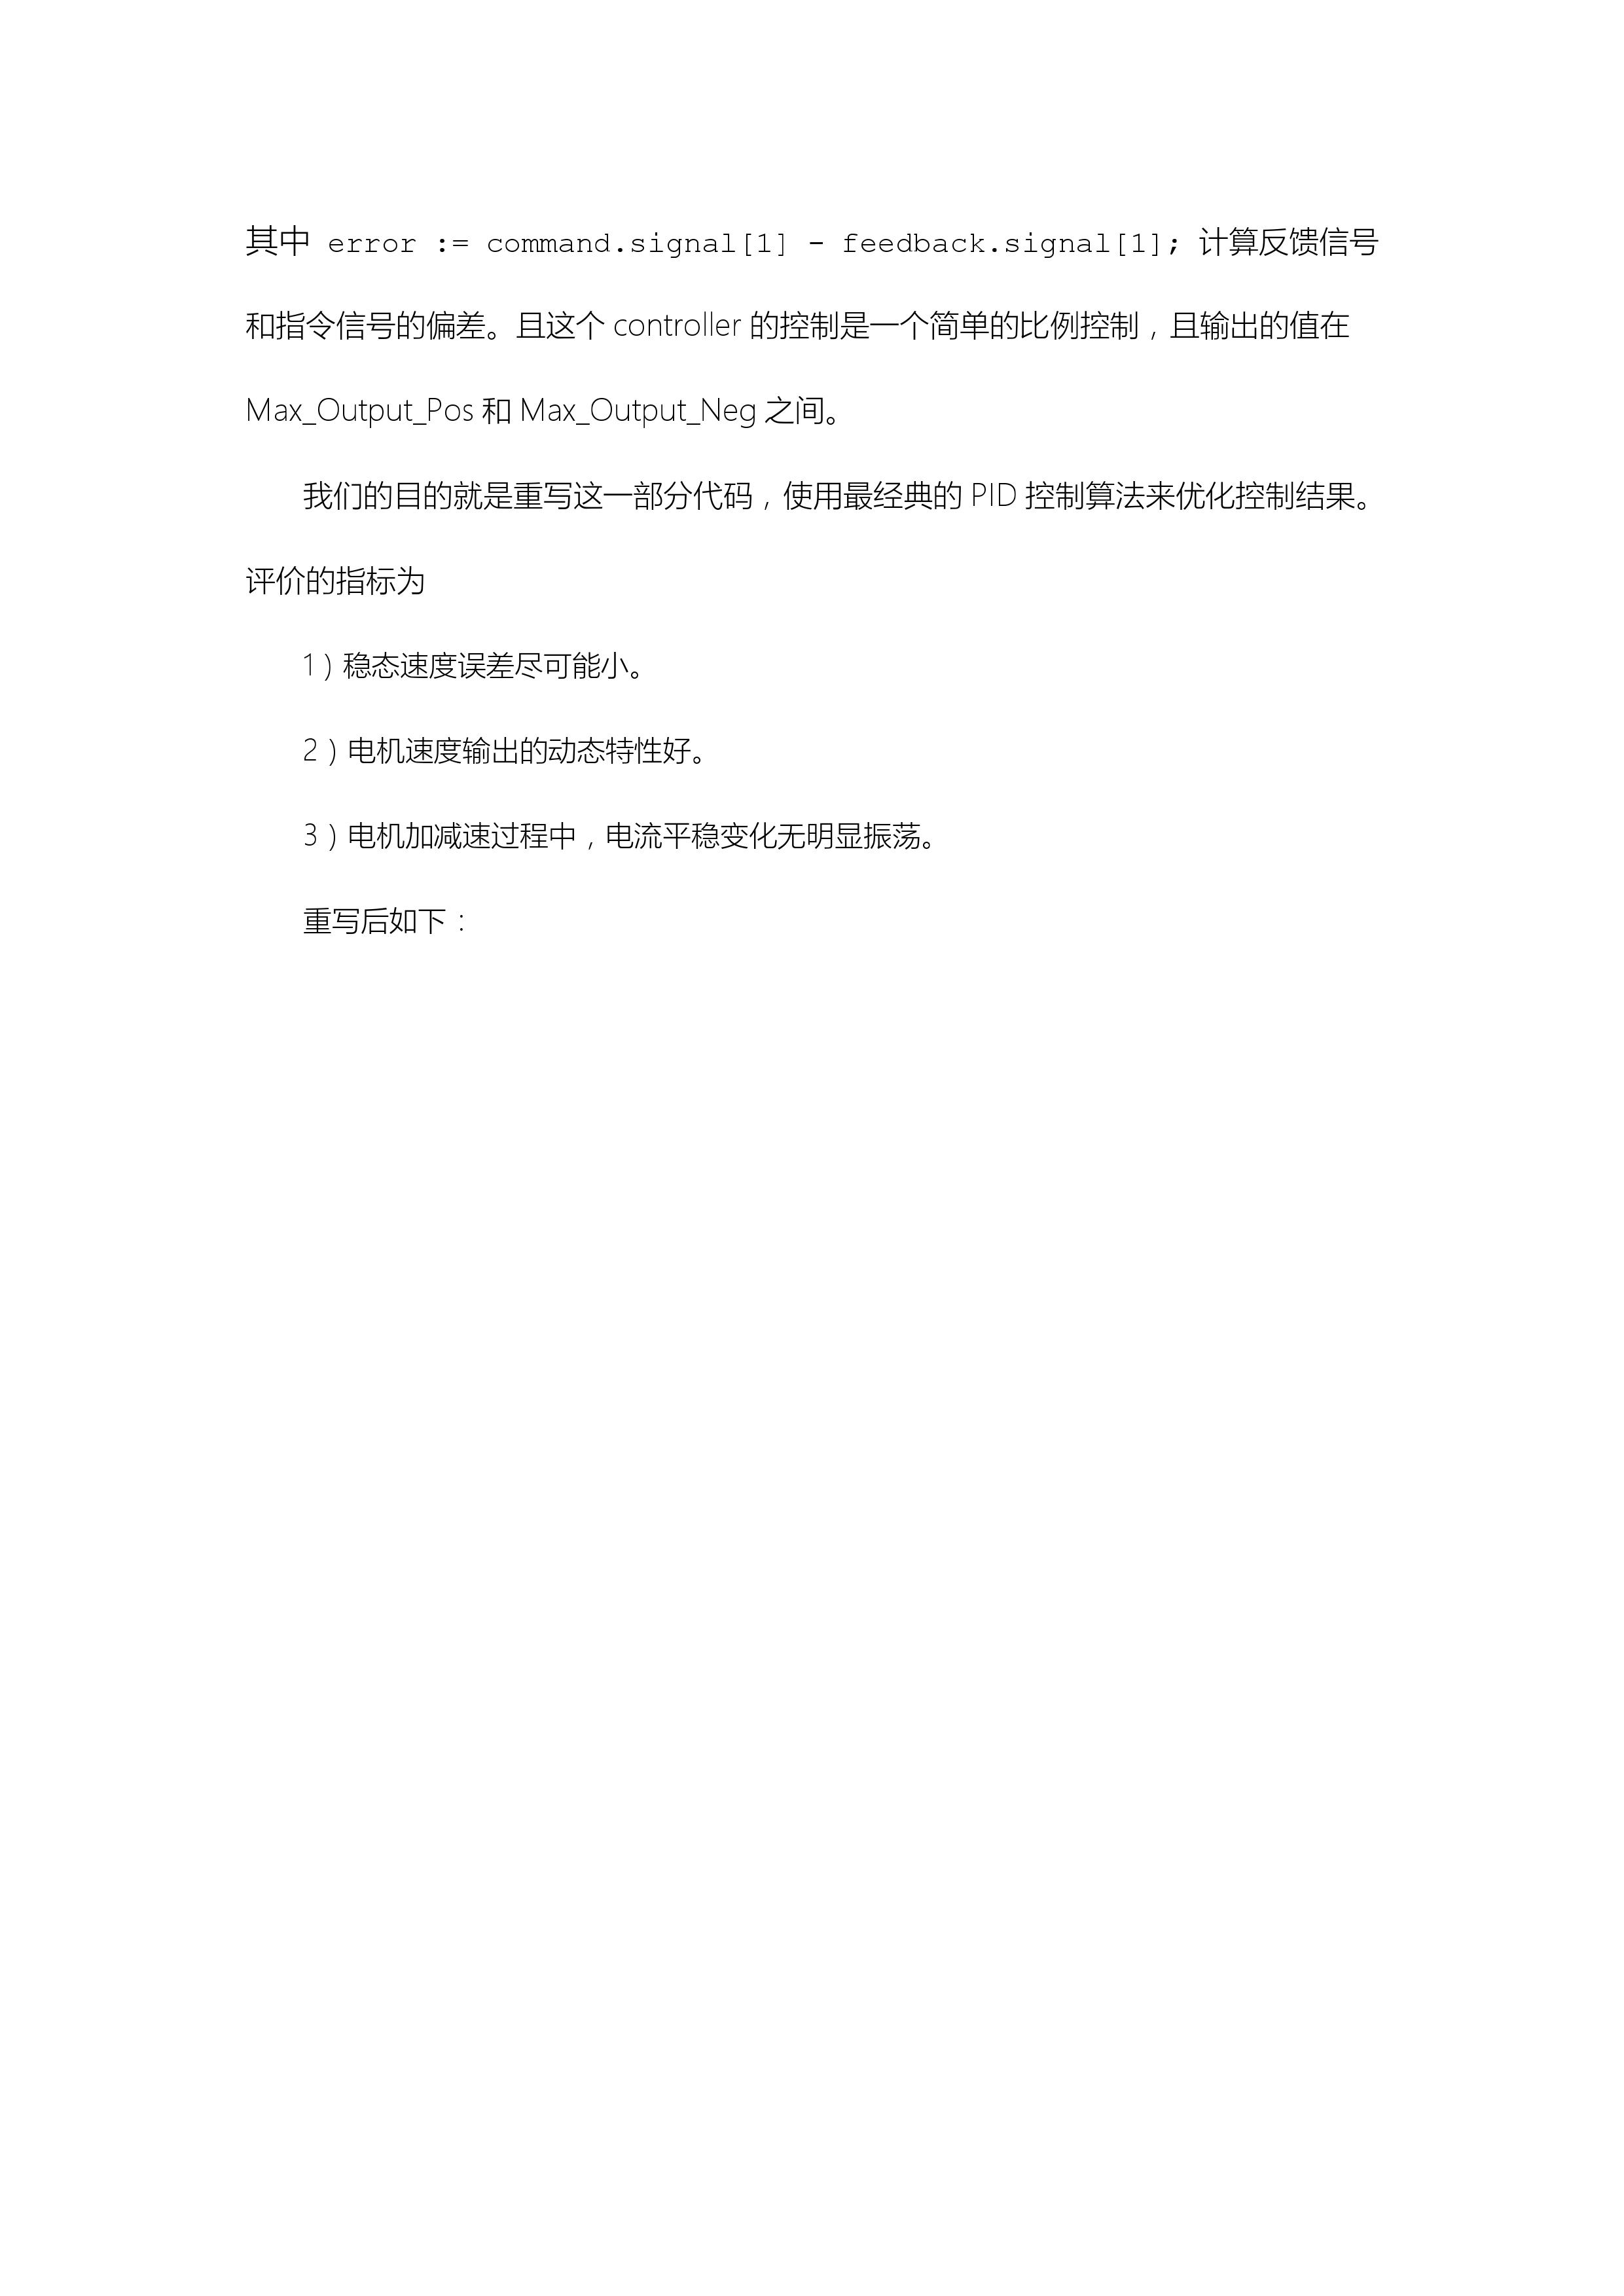 其中 error := command.signal[1] - feedback.signal[1]; 计算反馈信号
和指令信号的偏差。且这个 controller 的控制是一个简单的比例控制，且输出的值在
Max_Output_Pos 和 Max_Output_Neg 之间。
我们的目的就是重写这一部分代码，使用最经典的 PID 控制算法来优化控制结果。
评价的指标为
1）稳态速度误差尽可能小。
2）电机速度输出的动态特性好。
3）电机加减速过程中，电流平稳变化无明显振荡。
重写后如下：